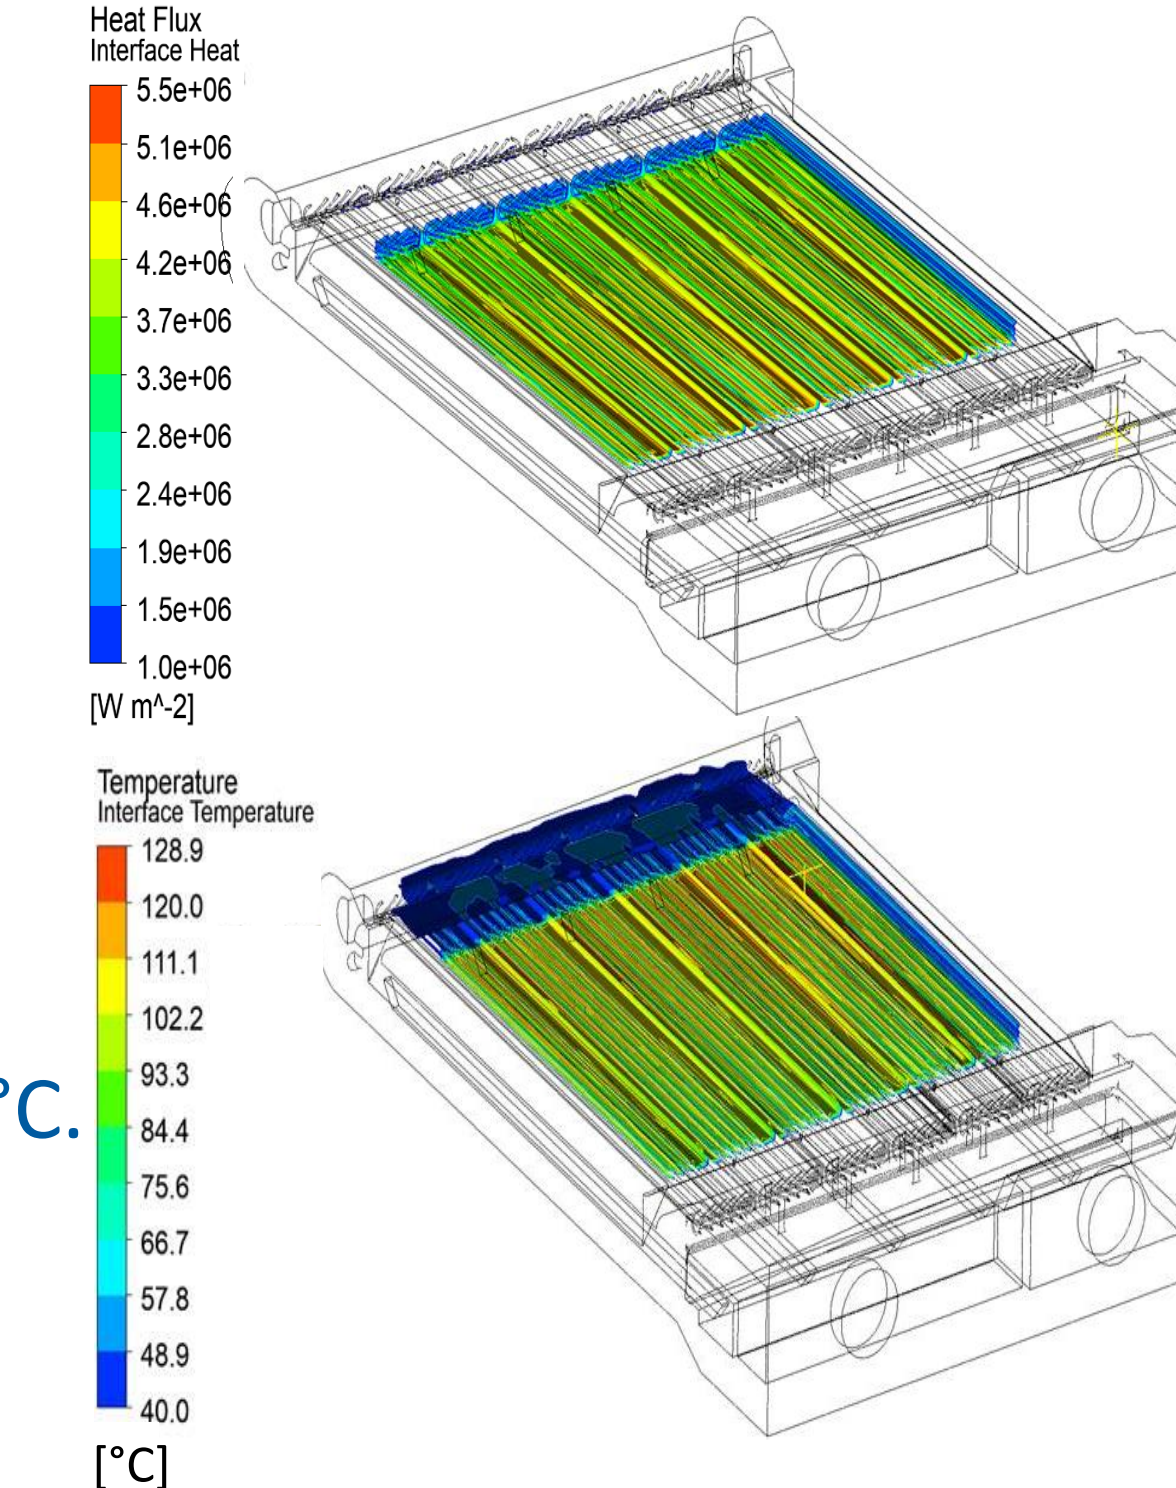 Heat Flux
Interface Heat
5.5e+06
5.1e+06
4.6e+06
4.2e+06
3.7e+06
3.3e+06
2.8e+06
2.4e+06
1.9e+06
1.5e+06
1.0e+06
[W m^-2]
Temperature
Interface Temperature
128.9
120.0
111.1
102.2
93.3
°C.
84.4
75.6
66.7
57.8
48.9
40.0
[°C]